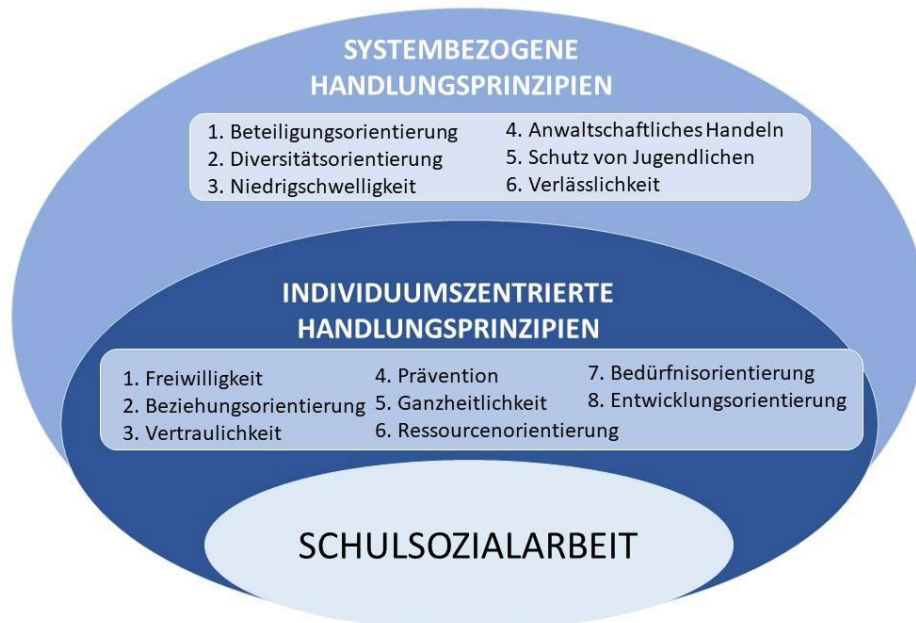 SYSTEMBEZOGENE
HANDLUNGSPRINZIPIEN
1. Beteiligungsorientierung
2. Diversitätsorientierung
3. Niedrigschwelligkeit
4. Anwaltschaftliches Handeln
5. Schutz von Jugendlichen
6. Verlässlichkeit
INDIVIDUUMSZENTRIERTE
HANDLUNGSPRINZIPIEN
1. Freiwilligkeit
2. Beziehungsorientierung
3. Vertraulichkeit
4. Prävention
5. Ganzheitlichkeit
6. Ressourcenorientierung
7. Bedürfnisorientierung
8. Entwicklungsorientierung
SCHULSOZIALARBEIT